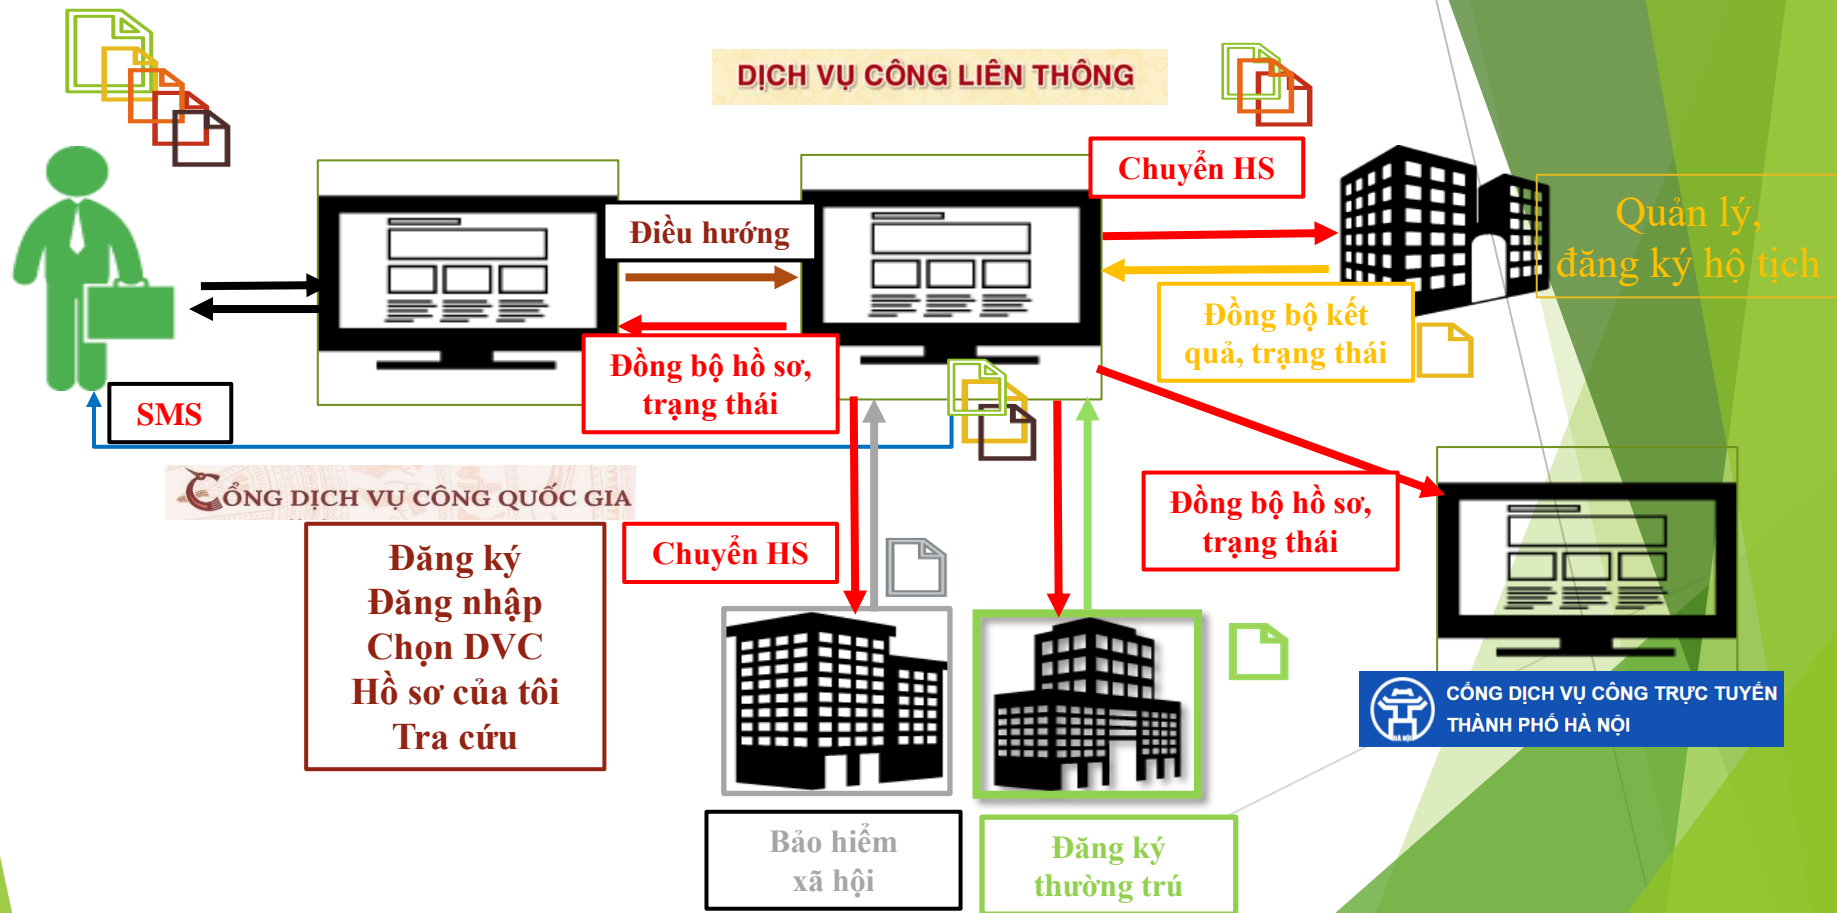 DỊCH VỤ CÔNG LIÊN THÔNG
Chuyển HS
Quản lý,
đăng ký hộ tịch
Điều hướng
Đồng bộ kết
quả, trạng thái
Đồng bộ hồ sơ,
trạng thái
SMS
CỔNG DỊCH VỤ CÔNG QUỐC GIA
Đồng bộ hồ sơ,
trạng thái
Chuyển HS
Đăng ký
Đăng nhập
Chọn DVC
Hồ sơ của tôi
Tra cứu
CỔNG DỊCH VỤ CÔNG TRỰC TUYẾN
THÀNH PHỐ HÀ NỘI
HÀ NỘI
Bảo hiểm
xã hội
Đăng ký
thường trú